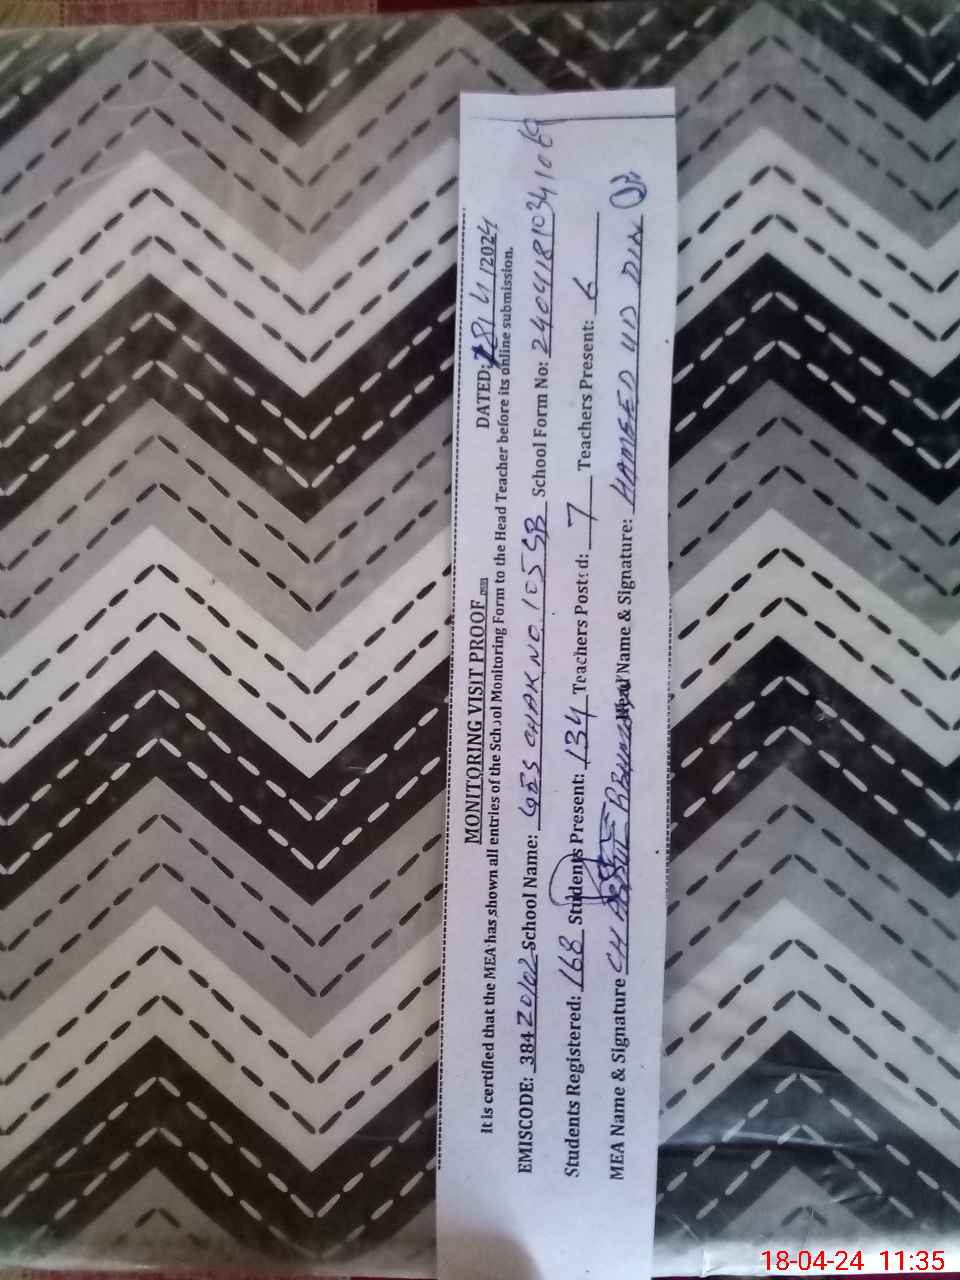 MONITORING VISIT PROOF DATED: 18/4/2024
It is certified that the MEA has shown all entries of the School Monitoring Form to the Head Teacher before its online submission.
EMISCODE: 38420102 School Name: GES CHAK NO.105 SB School Form No: 24041810341069
Students Registered: 168 Students Present: 134 Teachers Posted: 7 Teachers Present: 6
MEA Name & Signature CH ABDUL Name & Signature: HAMEED UD DIN
18-04-24 11:35